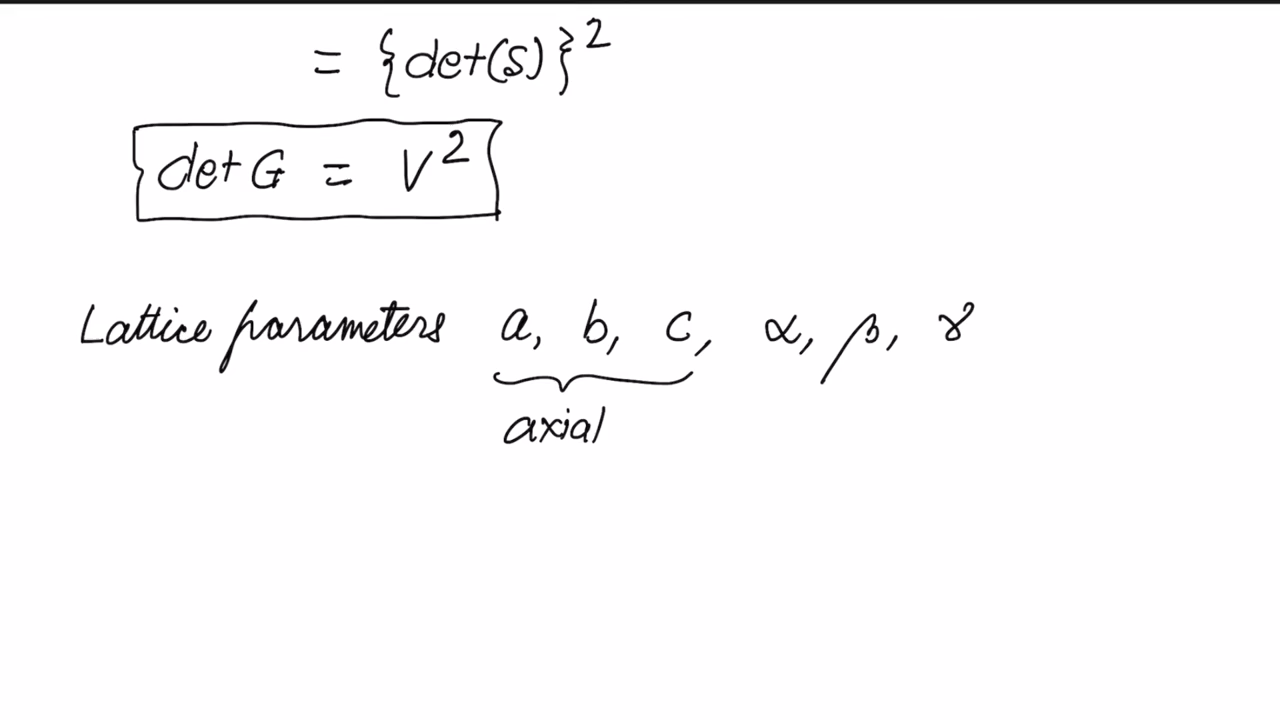 = {det(S)}²
det G = V²
Lattice parameters a, b, c, α, β, γ
axial